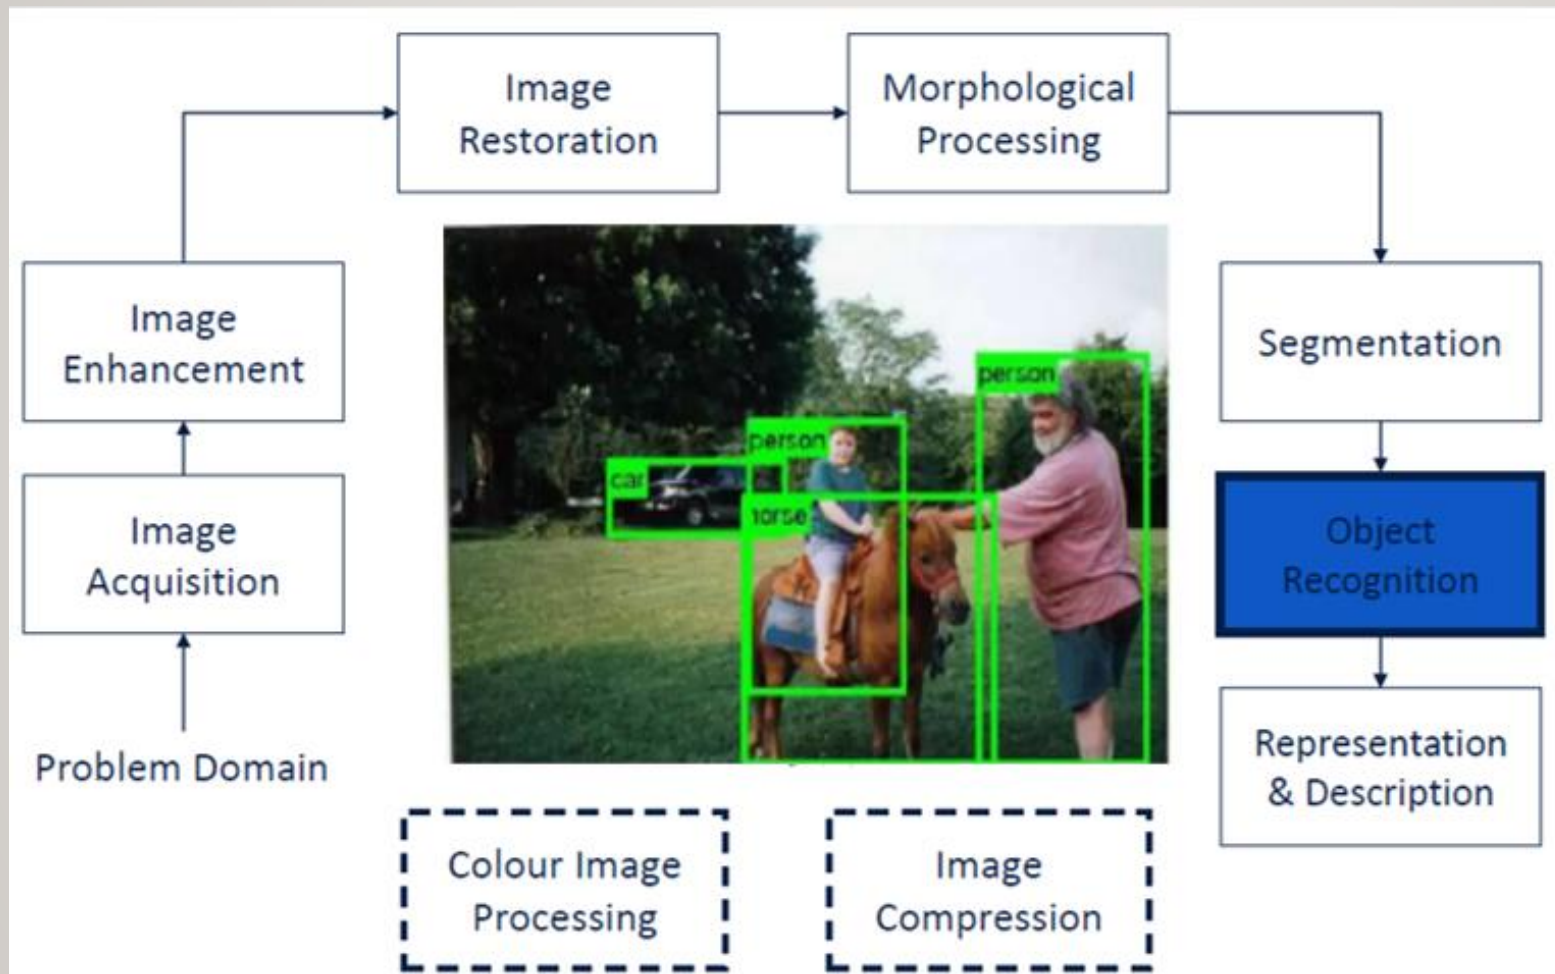 Image
Restoration
Morphological
Processing
Image
Enhancement
Segmentation
person
person
car
horse
Image
Acquisition
Object
Recognition
Problem Domain
Representation
& Description
Colour Image
Processing
Image
Compression